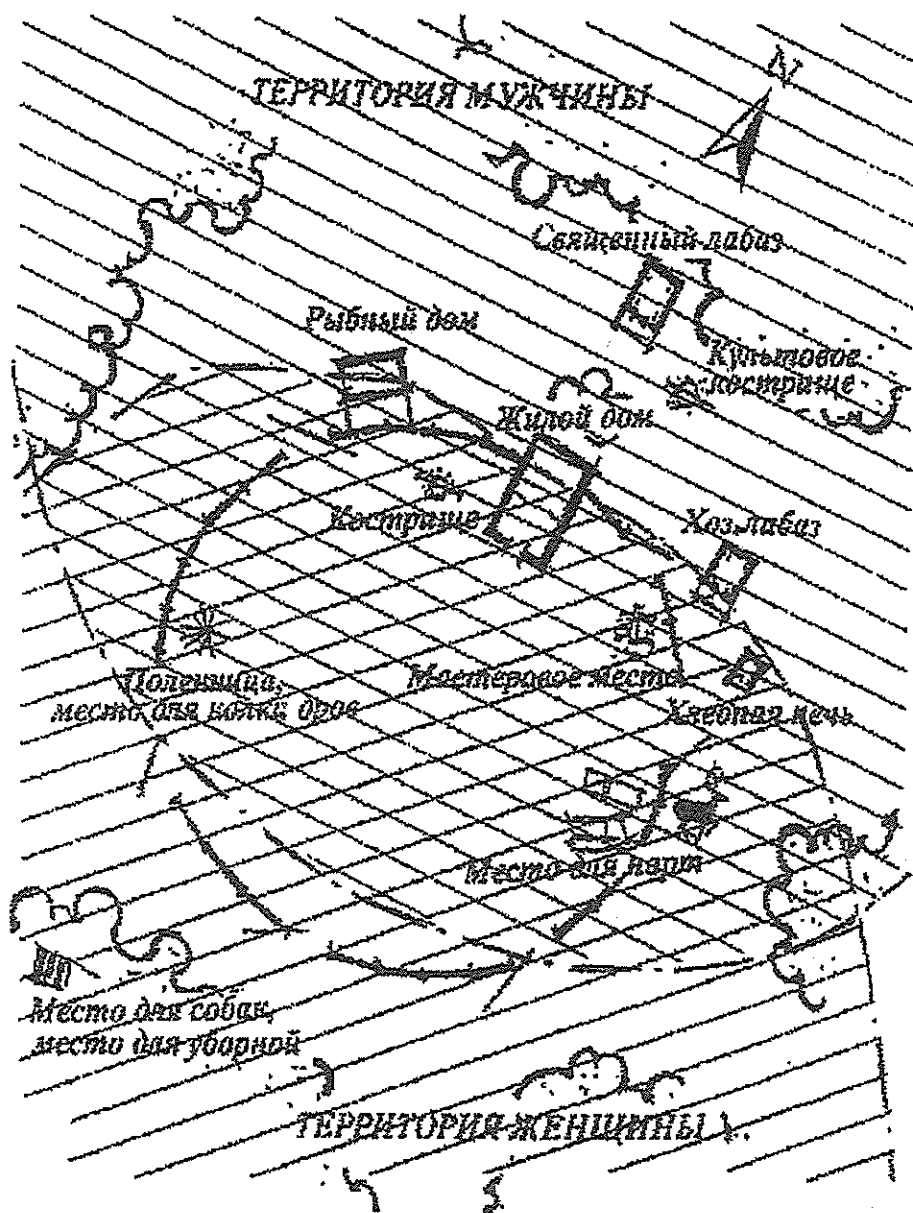 N
ТЕРРИТОРИЯ МУЖЧИНЫ
Священный лабаз
Рыбный дом
Культовое
кострище
Жилой дом
Кострище
Хоз. лабаз
Поленница,
место для колки дров
Мастеровое место
Хлебная печь
Место для нарт
Место для собак,
место для уборной
ТЕРРИТОРИЯ ЖЕНЩИНЫ